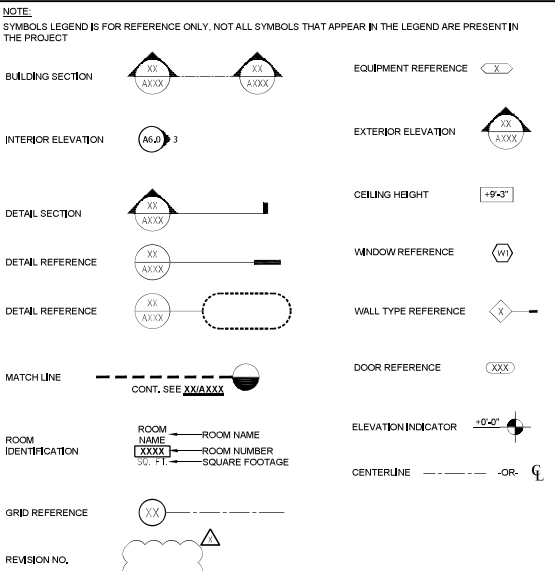 NOTE:
SYMBOLS LEGEND IS FOR REFERENCE ONLY, NOT ALL SYMBOLS THAT APPEAR IN THE LEGEND ARE PRESENT IN
THE PROJECT
BUILDING SECTION
XX
AXXX
XX
AXXX
INTERIOR ELEVATION
A6.0
3
DETAIL SECTION
XX
AXXX
DETAIL REFERENCE
XX
AXXX
DETAIL REFERENCE
XX
AXXX
MATCH LINE
CONT. SEE XX/AXXX
ROOM
IDENTIFICATION
ROOM
NAME
XXXX
SQ. FT.
ROOM NAME
ROOM NUMBER
SQUARE FOOTAGE
GRID REFERENCE
XX
REVISION NO.
X
EQUIPMENT REFERENCE
X
EXTERIOR ELEVATION
XX
AXXX
CEILING HEIGHT
+9'-3"
WINDOW REFERENCE
W1
WALL TYPE REFERENCE
X
DOOR REFERENCE
XXX
ELEVATION INDICATOR
+0'-0"
CENTERLINE
-OR-
℄